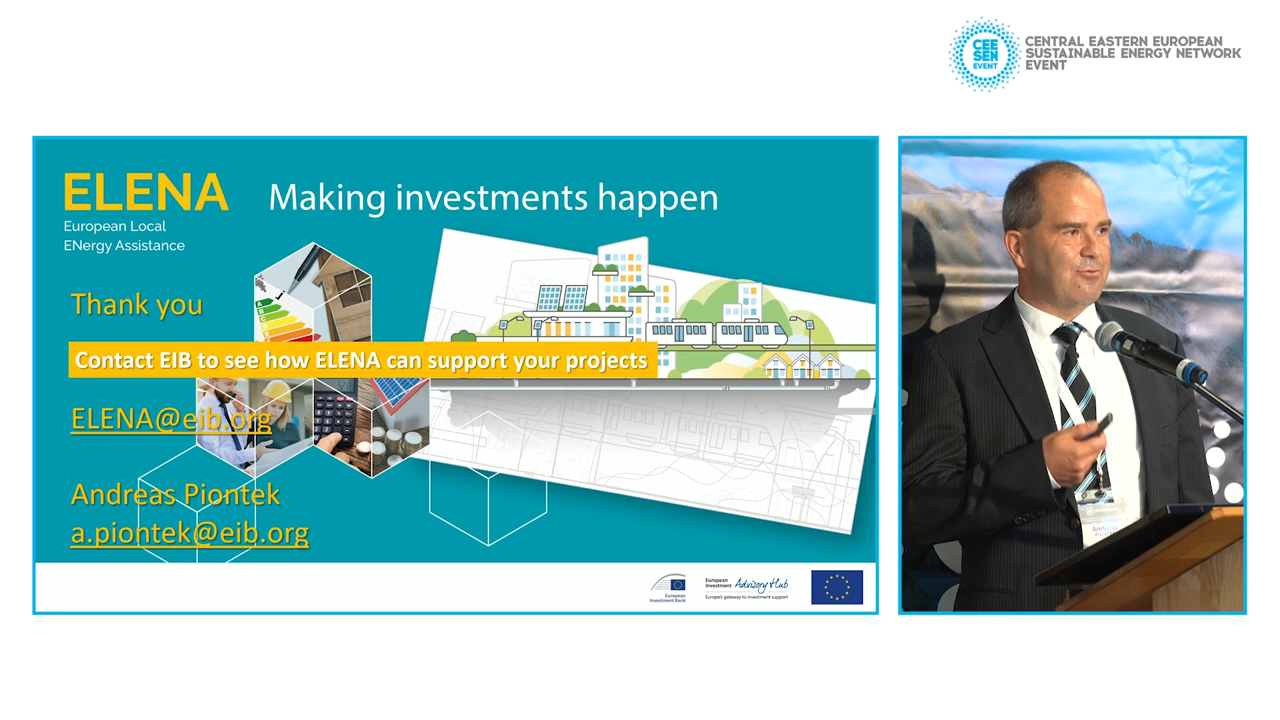 CEE
SEN
EVENT
CENTRAL EASTERN EUROPEAN
SUSTAINABLE ENERGY NETWORK
EVENT
ELENA
European Local
ENergy Assistance
Making investments happen
Thank you
Contact EIB to see how ELENA can support your projects
ELENA@eib.org
Andreas Piontek
a.piontek@eib.org
A
B
C
European
Investment Bank
European
Investment Advisory Hub
Europe's gateway to investment support
Andreas